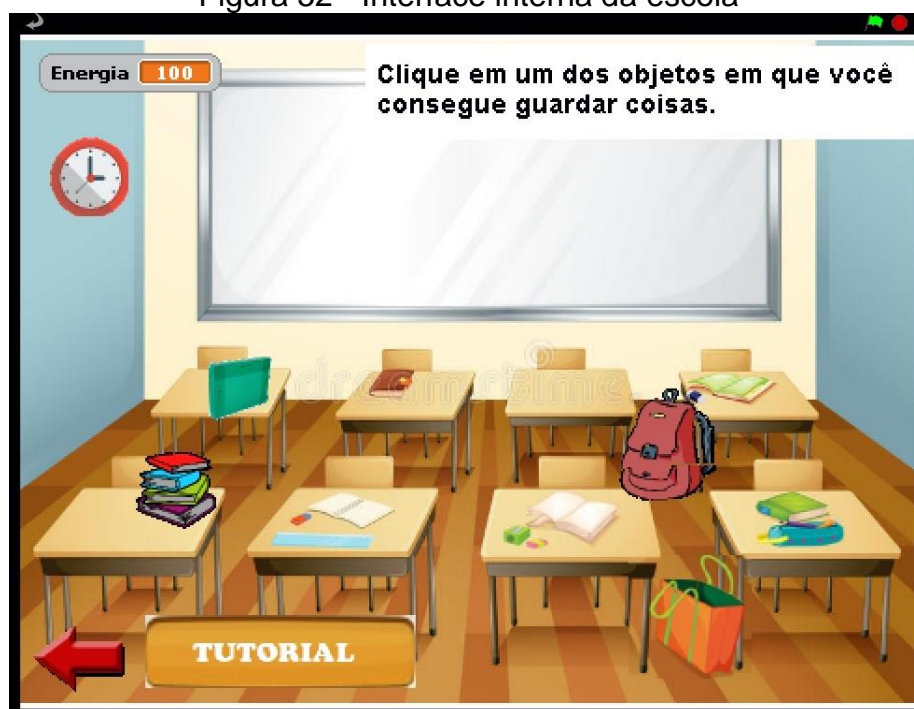 Figura 32 - Interface interna da escola
Energia 100
Clique em um dos objetos em que você
consegue guardar coisas.
dreamstime
TUTORIAL